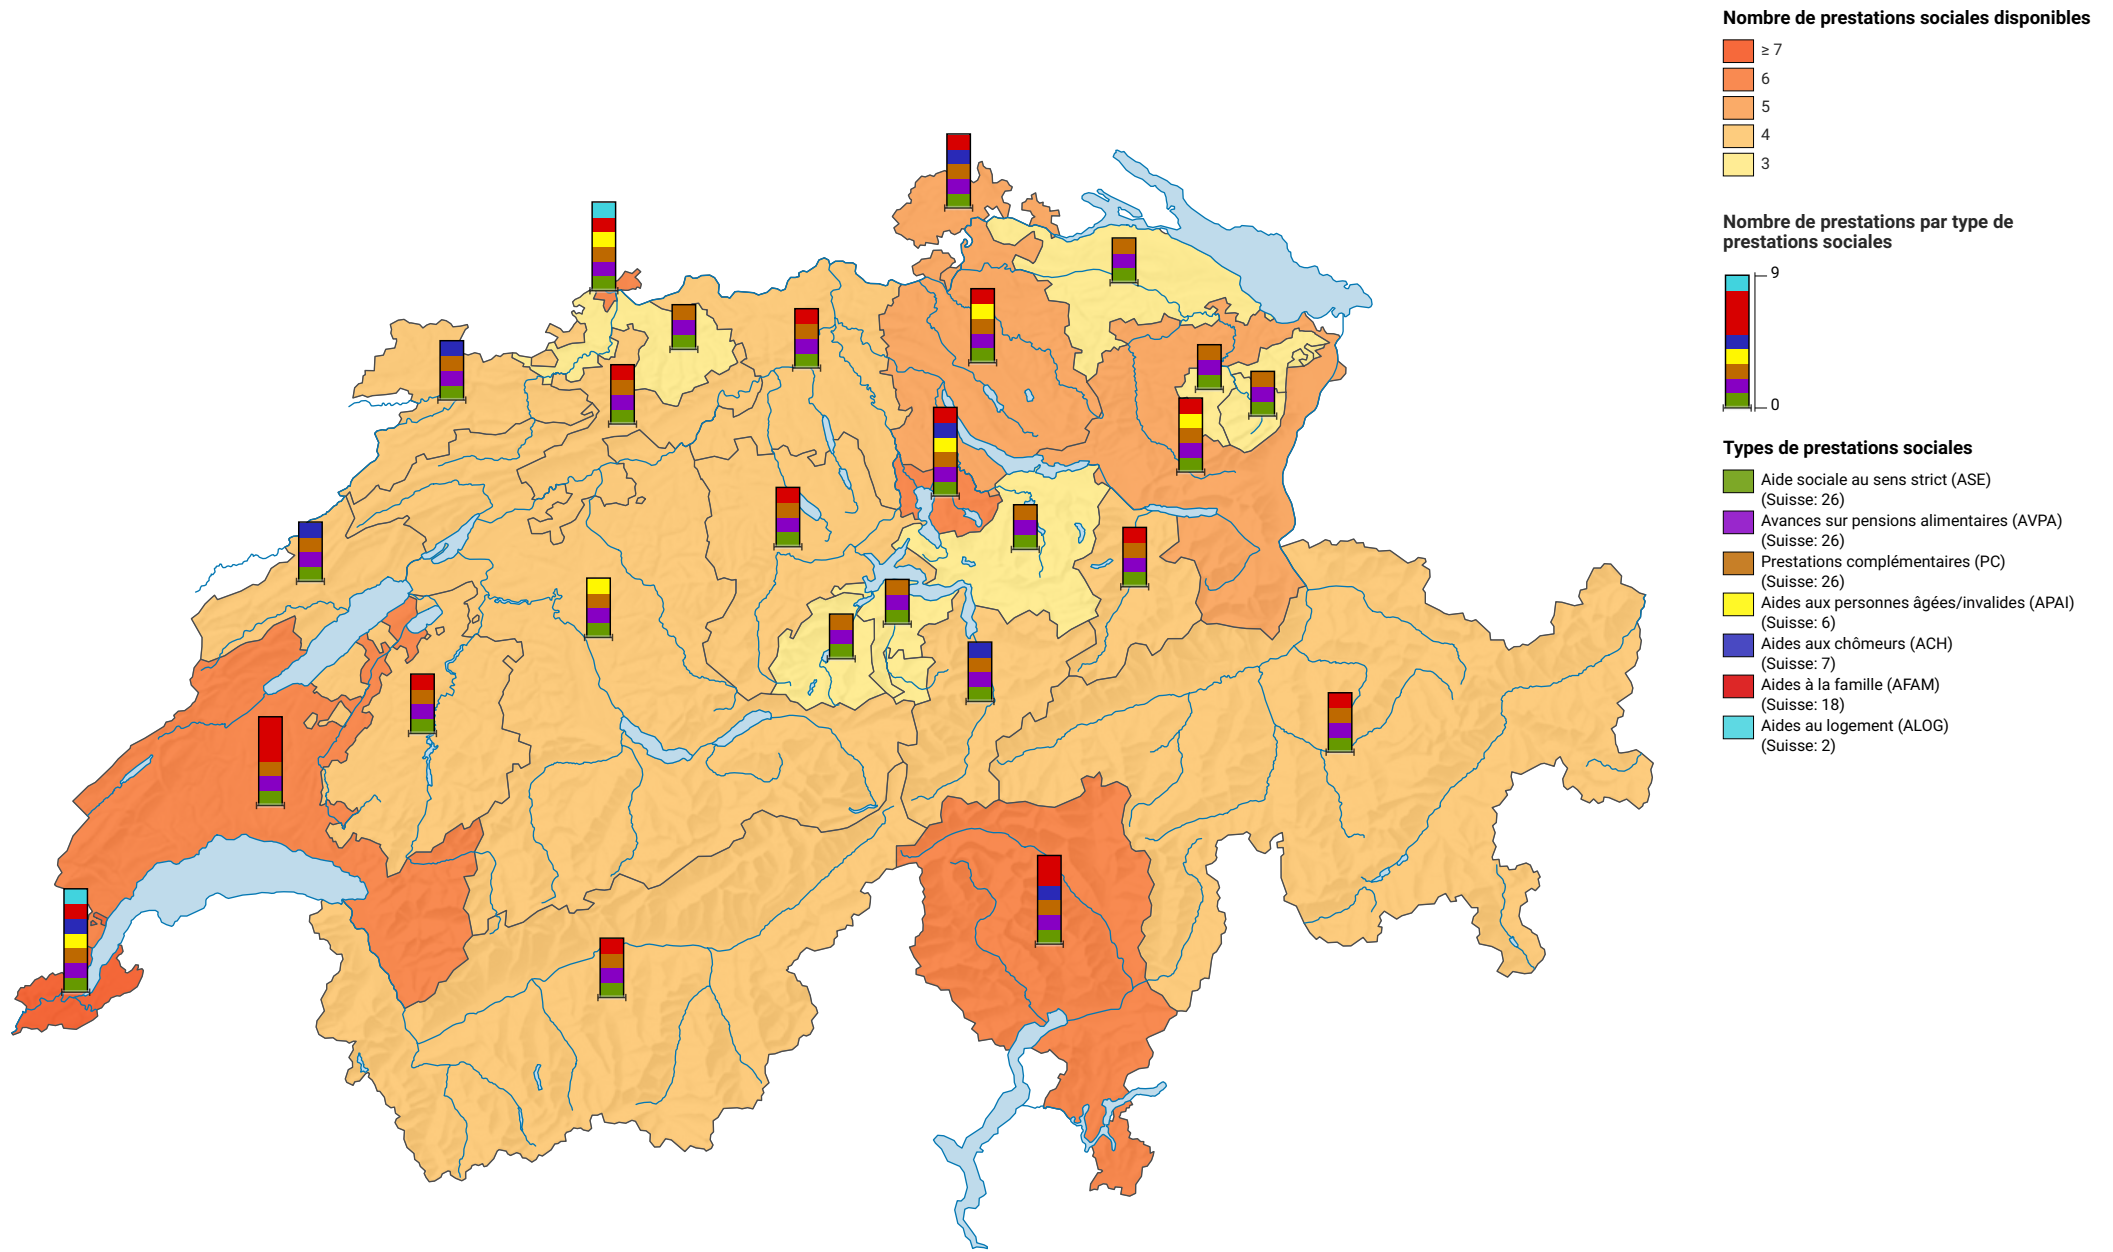 Nombre de prestations sociales disponibles
≥ 7
6
5
4
3
Nombre de prestations par type de
prestations sociales
9
0
Types de prestations sociales
Aide sociale au sens strict (ASE)
(Suisse: 26)
Avances sur pensions alimentaires (AVPA)
(Suisse: 26)
Prestations complémentaires (PC)
(Suisse: 26)
Aides aux personnes âgées/invalides (APAI)
(Suisse: 6)
Aides aux chômeurs (ACH)
(Suisse: 7)
Aides à la famille (AFAM)
(Suisse: 18)
Aides au logement (ALOG)
(Suisse: 2)